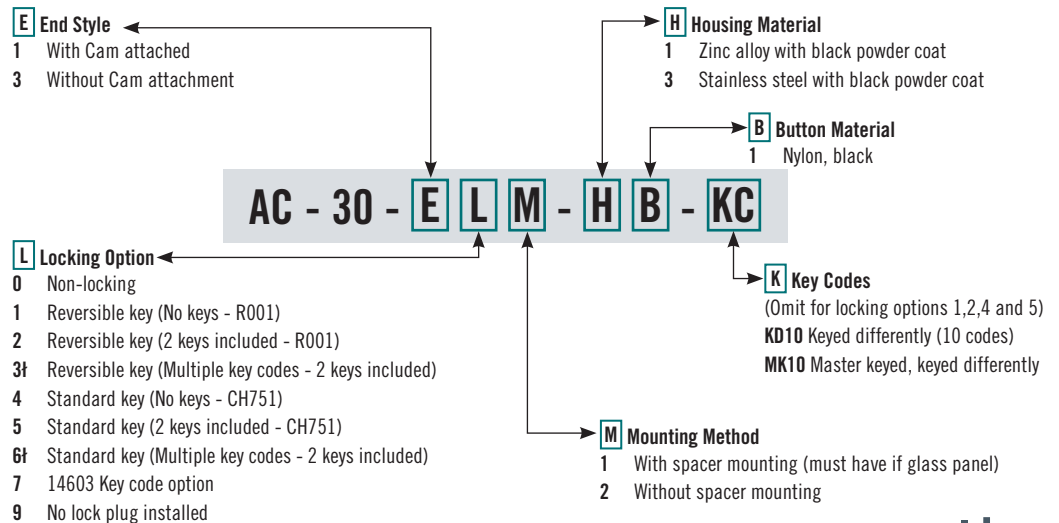 E End Style
1 With Cam attached
3 Without Cam attachment
H Housing Material
1 Zinc alloy with black powder coat
3 Stainless steel with black powder coat
B Button Material
1 Nylon, black
AC - 30 - E L M - H B - KC
L Locking Option
0 Non-locking
1 Reversible key (No keys - R001)
2 Reversible key (2 keys included - R001)
3ł Reversible key (Multiple key codes - 2 keys included)
4 Standard key (No keys - CH751)
5 Standard key (2 keys included - CH751)
6ł Standard key (Multiple key codes - 2 keys included)
7 14603 Key code option
9 No lock plug installed
K Key Codes
(Omit for locking options 1,2,4 and 5)
KD10 Keyed differently (10 codes)
MK10 Master keyed, keyed differently
M Mounting Method
1 With spacer mounting (must have if glass panel)
2 Without spacer mounting